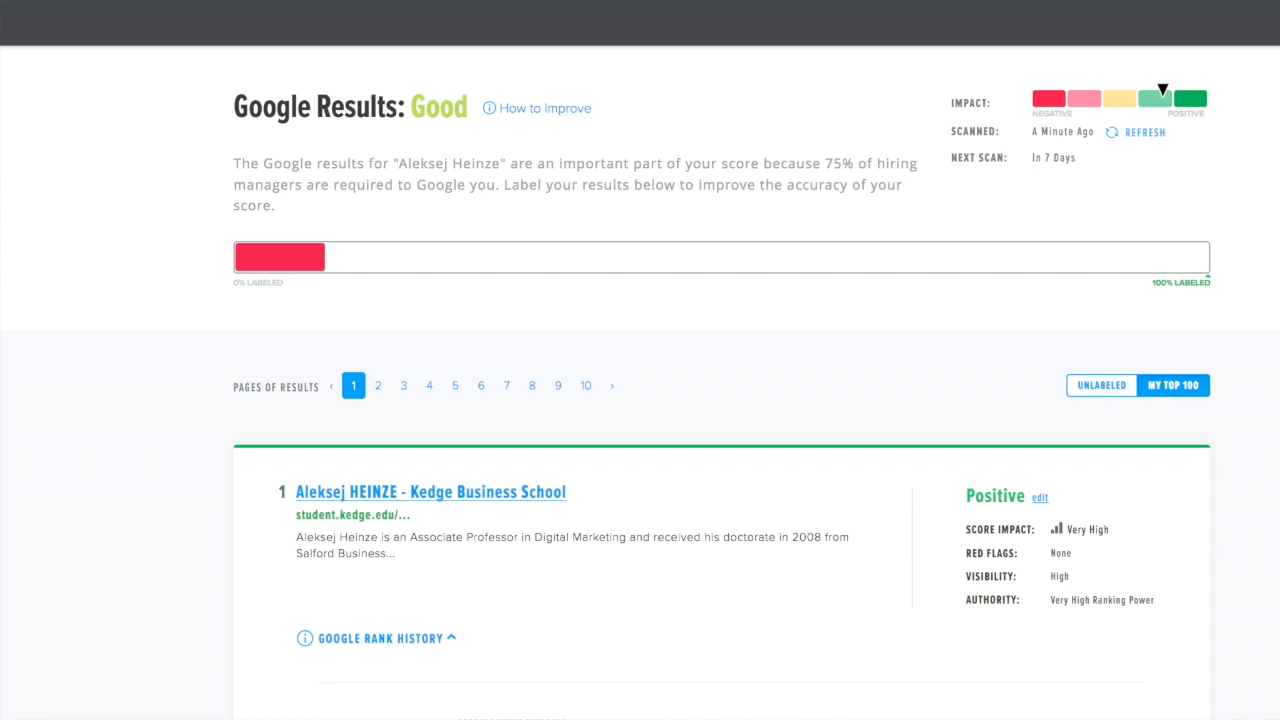 Google Results: Good How to Improve
IMPACT:
NEGATIVE POSITIVE
SCANNED: A Minute Ago REFRESH
NEXT SCAN: In 7 Days
The Google results for "Aleksej Heinze" are an important part of your score because 75% of hiring
managers are required to Google you. Label your results below to improve the accuracy of your
score.
0% LABELED 100% LABELED
PAGES OF RESULTS ‹ 1 2 3 4 5 6 7 8 9 10 ›
UNLABELED MY TOP 100
1 Aleksej HEINZE - Kedge Business School
student.kedge.edu/...
Aleksej Heinze is an Associate Professor in Digital Marketing and received his doctorate in 2008 from
Salford Business...
Positive edit
SCORE IMPACT: Very High
RED FLAGS: None
VISIBILITY: High
AUTHORITY: Very High Ranking Power
GOOGLE RANK HISTORY